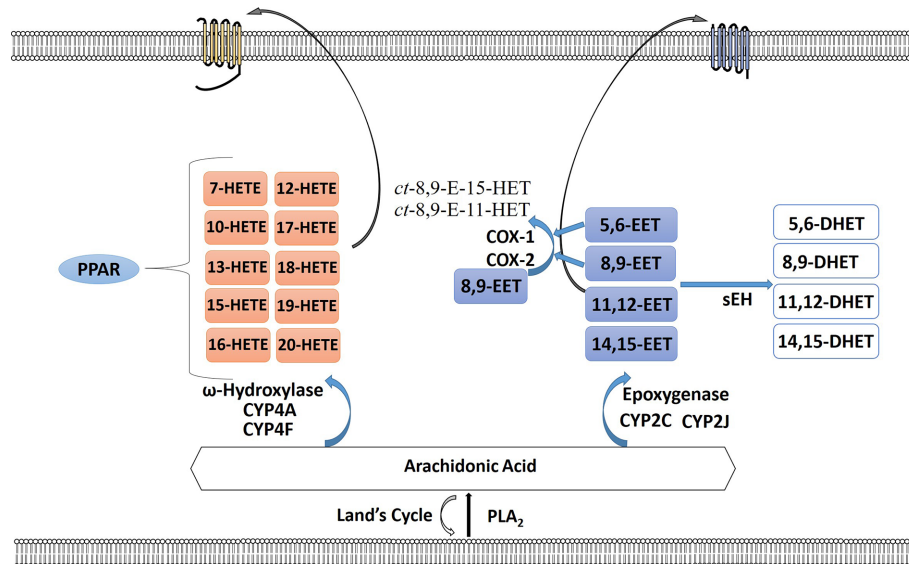 7-HETE
12-HETE
10-HETE
17-HETE
13-HETE
18-HETE
15-HETE
19-HETE
16-HETE
20-HETE
PPAR
ct-8,9-E-15-HET
ct-8,9-E-11-HET
COX-1
COX-2
8,9-EET
5,6-EET
8,9-EET
11,12-EET
14,15-EET
sEH
5,6-DHET
8,9-DHET
11,12-DHET
14,15-DHET
ω-Hydroxylase
CYP4A
CYP4F
Epoxygenase
CYP2C CYP2J
Arachidonic Acid
Land's Cycle
PLA₂